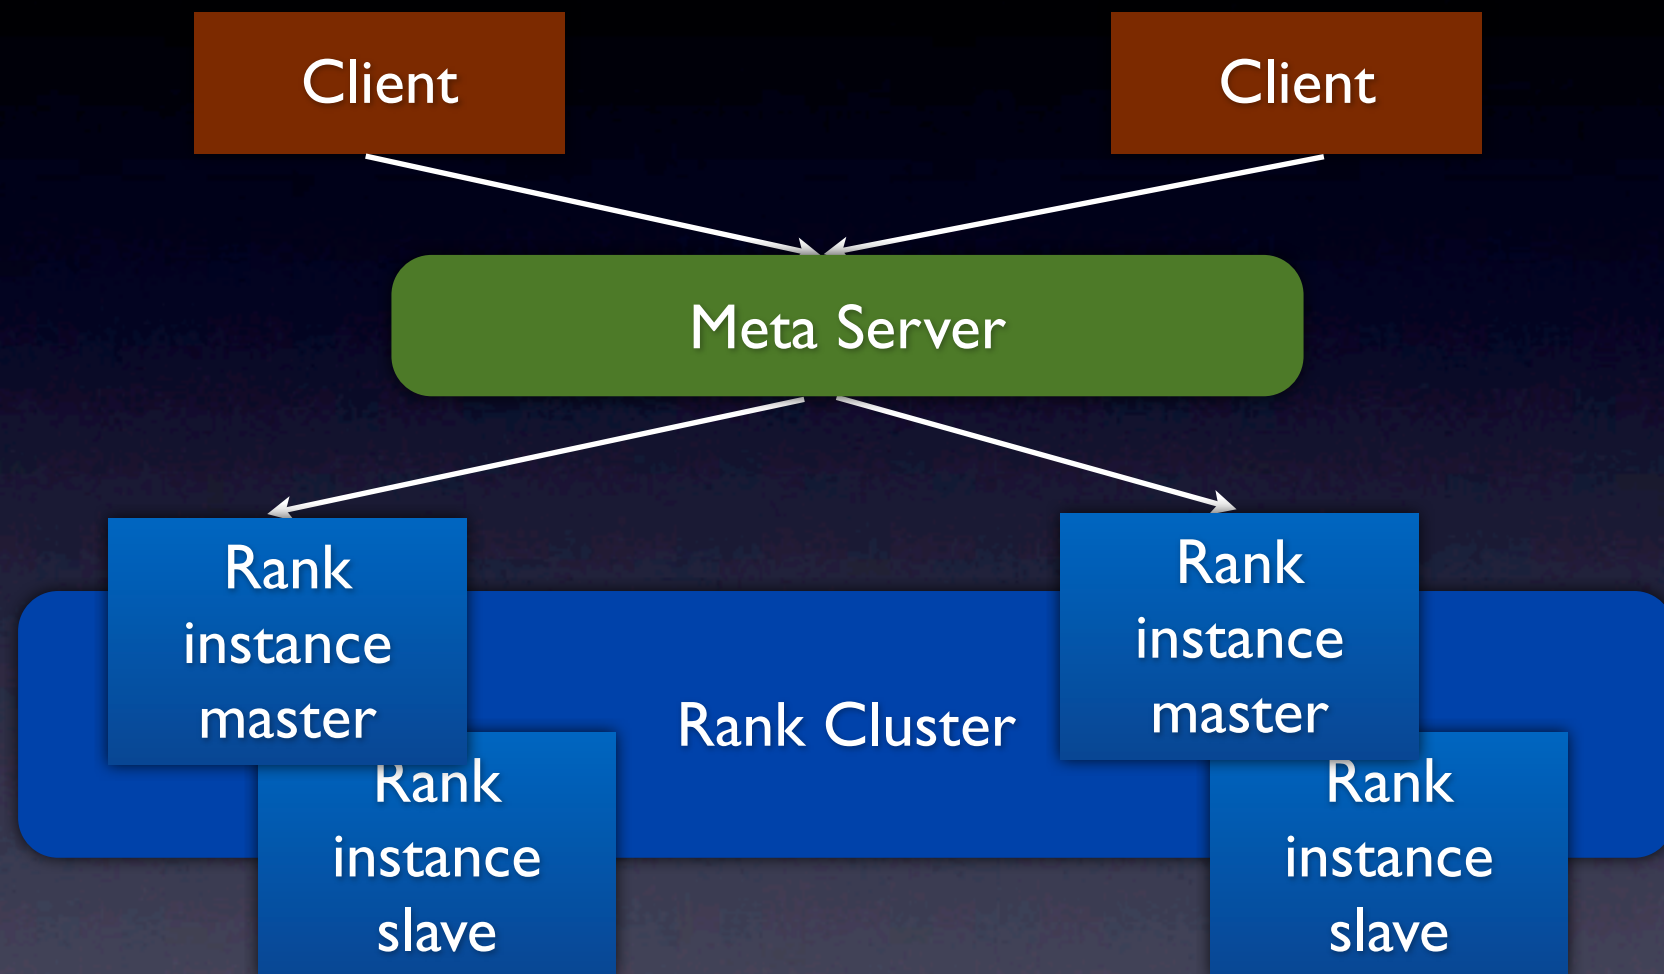 Client
Client
Meta Server
Rank
instance
master
Rank
instance
master
Rank Cluster
Rank
instance
slave
Rank
instance
slave